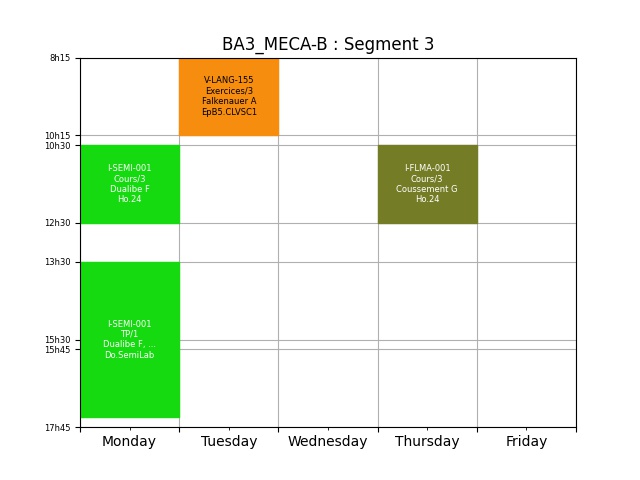 BA3_MECA-B : Segment 3
8h15
V-LANG-155
Exercices/3
Falkenauer A
EpB5.CLVSC1
10h15
10h30
I-SEMI-001
Cours/3
Dualibe F
Ho.24
I-FLMA-001
Cours/3
Coussement G
Ho.24
12h30
13h30
I-SEMI-001
TP/1
Dualibe F, ...
Do.SemiLab
15h30
15h45
17h45
Monday Tuesday Wednesday Thursday Friday